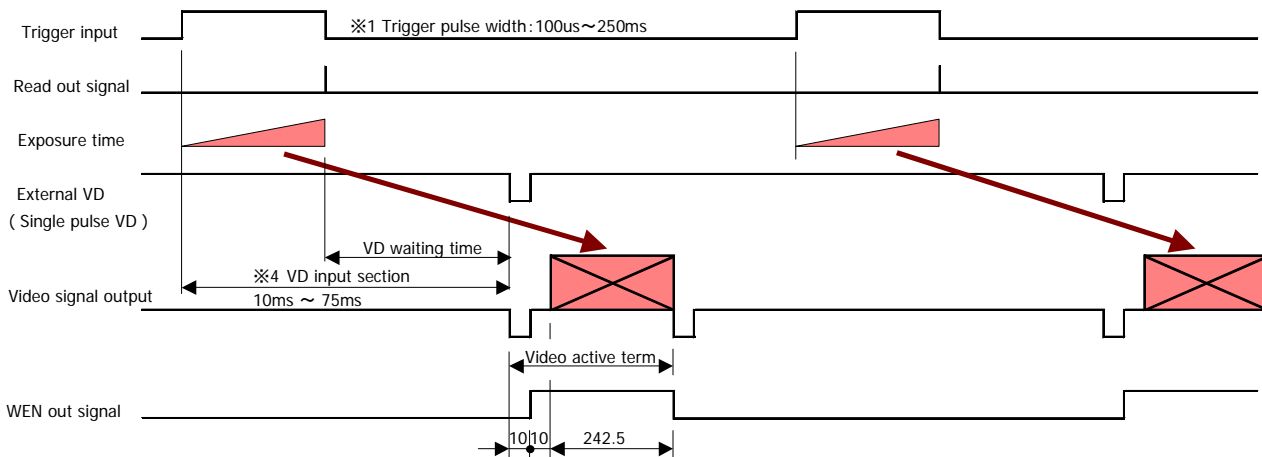 Trigger input
※1 Trigger pulse width:100us～250ms
Read out signal
Exposure time
External VD
( Single pulse VD )
VD waiting time
※4 VD input section
10ms ～ 75ms
Video signal output
Video active term
WEN out signal
10 10 242.5